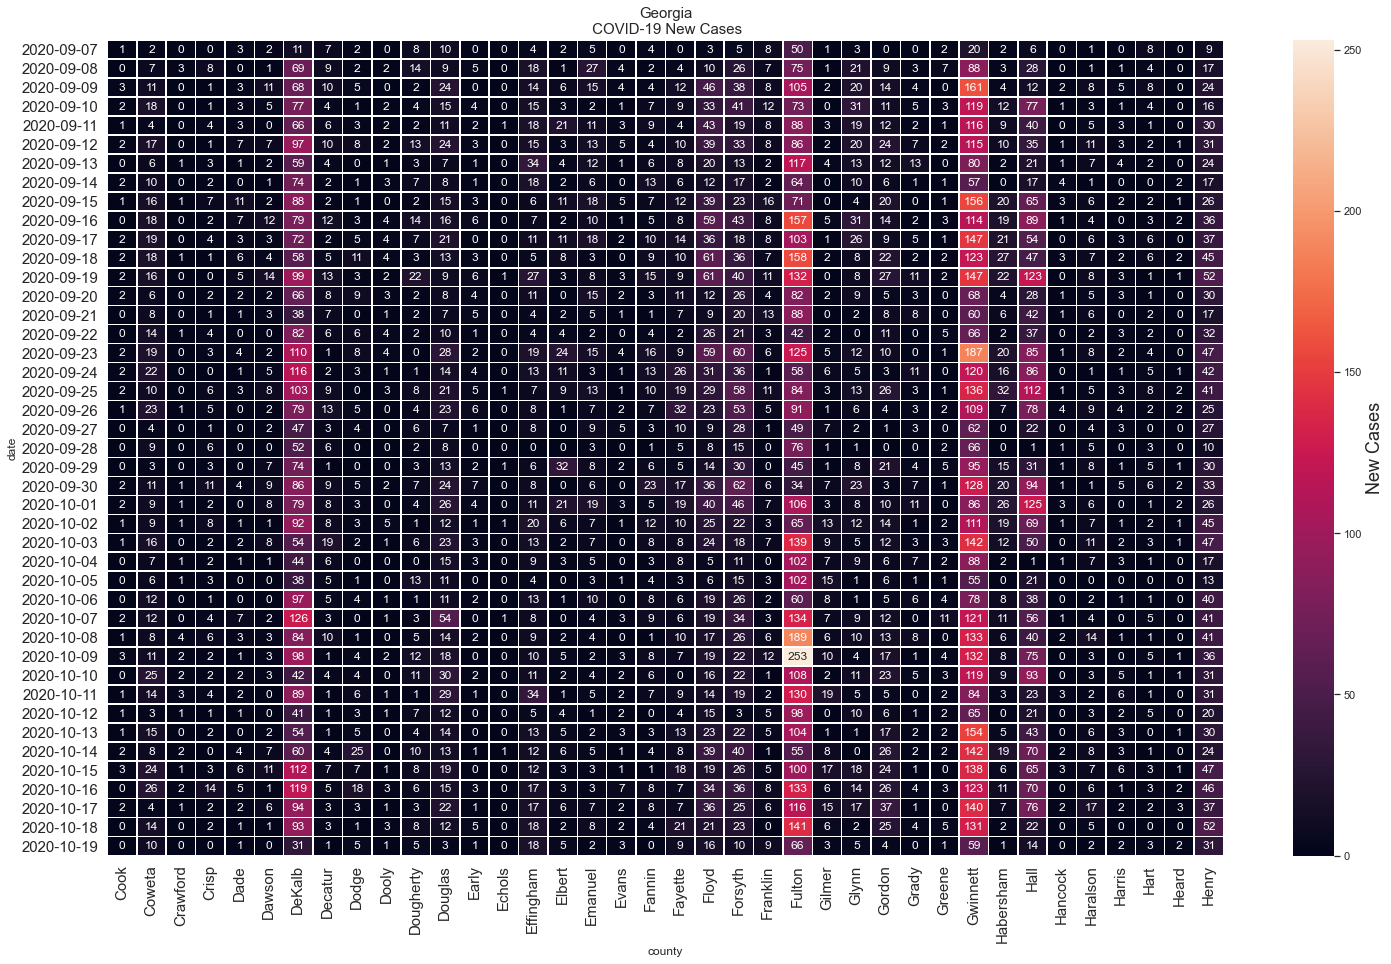 Georgia
COVID-19 New Cases
2020-09-07 1 2 0 0 3 2 11 7 2 0 8 10 0 0 4 2 5 0 4 0 3 5 8 50 1 3 0 0 2 20 2 6 0 1 0 8 0 9
2020-09-08 0 7 3 8 0 1 69 9 2 2 14 9 5 0 18 1 27 4 2 4 10 26 7 75 1 21 9 3 7 88 3 28 0 1 1 4 0 17
2020-09-09 3 11 0 1 3 11 68 10 5 0 2 24 0 0 14 6 15 4 4 12 46 38 8 105 2 20 14 4 0 161 4 12 2 8 5 8 0 24
2020-09-10 2 18 0 1 3 5 77 4 1 2 4 15 4 0 15 3 2 1 7 9 33 41 12 73 0 31 11 5 3 119 12 77 1 3 1 4 0 16
2020-09-11 1 4 0 4 3 0 66 6 3 2 2 11 2 1 18 21 11 3 9 4 43 19 8 88 3 19 12 2 1 116 9 40 1 3 0 1 0 30
2020-09-12 2 17 0 1 7 7 97 10 8 2 13 24 3 0 15 3 13 5 4 10 39 33 8 86 2 20 24 7 2 115 10 35 1 11 3 2 1 31
2020-09-13 0 6 1 3 1 2 59 4 0 1 3 7 1 0 34 4 12 1 6 8 20 13 2 117 4 13 12 13 0 80 2 21 1 7 4 2 0 24
2020-09-14 2 10 0 2 0 1 74 2 1 3 7 8 1 0 18 2 6 0 13 6 12 17 2 64 0 10 6 1 1 57 0 17 4 1 0 0 2 17
2020-09-15 1 16 1 7 11 2 88 2 1 0 2 15 3 0 6 11 18 5 7 12 39 23 16 71 0 4 20 0 1 156 20 65 3 6 2 2 1 26
2020-09-16 0 18 0 2 7 12 79 12 3 4 14 16 6 0 7 2 10 1 5 8 59 43 8 157 5 31 14 2 3 114 19 89 1 4 0 3 2 36
2020-09-17 2 19 0 4 3 3 72 2 5 4 7 21 0 0 11 11 18 2 10 14 36 18 8 103 1 26 9 5 1 147 21 54 1 3 6 0 37
2020-09-18 2 18 1 1 6 4 58 5 11 4 3 13 3 0 5 8 3 0 9 10 61 36 7 158 2 8 22 2 2 123 27 47 3 7 2 6 2 45
2020-09-19 2 16 0 0 5 14 99 13 3 2 22 9 6 1 27 3 8 3 15 9 61 40 11 132 0 8 27 11 2 147 22 123 0 8 3 1 1 52
2020-09-20 2 6 0 2 2 2 66 8 9 3 2 8 4 0 11 0 15 2 3 11 12 26 4 82 2 9 5 3 0 68 4 28 1 5 3 1 0 30
2020-09-21 0 8 0 1 1 3 38 7 0 1 2 7 5 0 4 2 5 1 1 7 9 20 13 88 0 2 8 8 0 60 6 42 1 6 0 2 0 17
2020-09-22 0 14 1 4 0 0 82 6 6 4 2 10 1 0 4 4 2 0 4 2 26 21 3 42 2 0 11 0 5 66 2 37 0 2 3 2 0 32
2020-09-23 2 19 0 3 4 2 110 1 8 4 0 28 2 0 19 24 15 4 16 9 59 60 6 125 5 12 10 0 1 187 20 85 1 8 2 4 0 47
2020-09-24 2 22 0 0 1 5 116 2 3 1 1 14 4 0 13 11 3 1 13 26 31 36 1 58 6 5 3 11 0 120 16 86 0 1 1 5 1 42
2020-09-25 2 10 0 6 3 8 103 9 0 3 8 21 5 1 7 9 13 1 10 19 29 58 11 84 3 13 26 3 1 136 32 112 1 5 3 8 2 41
2020-09-26 1 23 1 5 0 2 79 13 5 0 4 23 6 0 8 1 7 2 7 32 23 53 5 91 1 6 4 3 2 109 7 78 4 9 4 2 2 25
2020-09-27 0 4 0 1 0 2 47 3 4 0 6 7 1 0 8 0 9 5 3 10 9 28 1 49 7 2 1 3 0 62 0 22 0 4 3 0 0 27
2020-09-28 0 9 0 6 0 0 52 6 0 0 2 8 0 0 0 0 3 0 1 5 8 15 0 76 1 1 0 0 2 66 0 1 1 5 0 3 0 10
2020-09-29 0 3 0 3 0 7 74 1 0 0 3 13 2 1 6 32 8 2 6 5 14 30 0 45 1 8 21 4 5 95 15 31 1 8 1 5 1 30
2020-09-30 2 11 1 11 4 9 86 9 5 2 7 24 7 0 8 0 6 0 23 17 36 62 6 34 7 23 3 7 1 128 20 94 1 1 5 6 2 33
2020-10-01 2 9 1 2 0 8 79 3 3 0 4 26 4 0 11 21 19 3 5 19 40 46 7 106 3 8 10 11 0 86 26 125 3 6 0 1 2 26
2020-10-02 1 9 1 8 1 1 92 8 3 5 1 12 1 1 20 6 7 1 12 10 25 22 3 65 13 12 14 1 2 111 19 69 1 7 1 2 1 45
2020-10-03 1 16 0 2 2 8 54 19 2 1 6 23 3 0 13 2 7 0 8 8 24 18 7 139 9 5 12 3 3 142 12 50 0 11 2 3 1 47
2020-10-04 0 7 1 2 1 1 44 6 0 0 0 15 3 0 9 3 5 0 3 8 5 11 0 102 7 9 6 7 2 88 2 1 1 7 3 1 0 17
2020-10-05 0 6 1 3 0 0 38 5 1 0 13 11 0 0 4 0 3 1 4 3 6 15 3 102 15 1 6 1 1 55 0 21 0 0 0 0 0 13
2020-10-06 0 12 0 1 0 0 97 5 4 1 1 11 2 0 13 1 10 0 8 6 19 26 2 60 8 1 5 6 4 78 8 38 0 1 1 1 0 40
2020-10-07 2 12 0 4 7 2 126 3 0 1 3 54 0 1 8 0 4 3 9 6 19 34 3 134 7 9 12 0 11 121 11 56 1 4 1 0 0 41
2020-10-08 1 8 4 6 3 3 84 10 1 0 5 14 2 0 9 2 4 0 1 10 17 26 6 189 6 10 13 8 0 133 6 40 2 14 1 0 0 41
2020-10-09 3 11 2 2 1 3 98 1 4 2 12 18 0 0 10 5 2 3 8 7 19 22 12 253 10 4 17 1 4 132 8 75 0 3 0 5 1 36
2020-10-10 0 25 2 2 2 3 42 4 4 0 11 30 2 0 11 2 4 2 6 0 16 22 1 108 2 11 23 5 3 119 9 93 0 3 5 1 1 31
2020-10-11 1 14 3 4 2 0 89 1 6 1 1 29 1 0 34 1 5 2 7 9 14 19 2 130 19 5 5 0 2 84 3 23 3 2 6 1 0 31
2020-10-12 1 3 1 1 1 0 41 1 2 1 7 12 0 0 5 4 1 2 0 4 15 3 5 98 0 10 6 1 2 65 0 21 0 3 2 5 0 20
2020-10-13 1 15 0 2 0 2 54 1 5 0 4 14 0 0 13 5 2 3 3 13 23 22 5 104 1 1 17 2 2 154 5 43 0 6 3 0 1 30
2020-10-14 2 8 2 0 4 7 60 4 25 0 10 13 1 1 12 6 5 1 4 8 39 40 1 55 8 0 26 2 2 142 19 70 2 8 3 1 0 24
2020-10-15 3 24 1 3 6 11 112 7 7 1 8 19 0 0 12 3 3 1 1 18 19 26 5 100 17 18 24 1 0 138 6 65 3 7 6 3 1 47
2020-10-16 0 26 2 14 5 1 119 5 18 3 6 15 3 0 17 3 3 7 8 7 34 36 8 133 6 14 26 4 3 123 11 70 0 6 1 3 2 46
2020-10-17 2 4 1 2 2 6 94 3 1 3 3 22 1 0 17 6 7 2 8 7 36 25 6 116 15 17 37 1 0 140 7 76 2 17 2 2 3 37
2020-10-18 0 14 0 2 1 1 93 3 1 3 8 12 5 0 18 2 8 2 4 21 21 23 0 141 6 2 25 4 5 131 2 22 0 5 0 0 0 52
2020-10-19 0 10 0 0 1 0 31 1 5 1 5 3 1 0 18 5 2 3 0 9 16 10 9 66 3 5 4 0 1 59 1 14 0 2 2 3 2 31
date
Cook Coweta Crawford Crisp Dade Dawson DeKalb Decatur Dodge Dooly Dougherty Douglas Early Echols Effingham Elbert Emanuel Evans Fannin Fayette Floyd Forsyth Franklin Fulton Gilmer Glynn Gordon Grady Greene Gwinnett Habersham Hall Hancock Haralson Harris Hart Heard Henry
county
250
200
150
100
50
0
New Cases